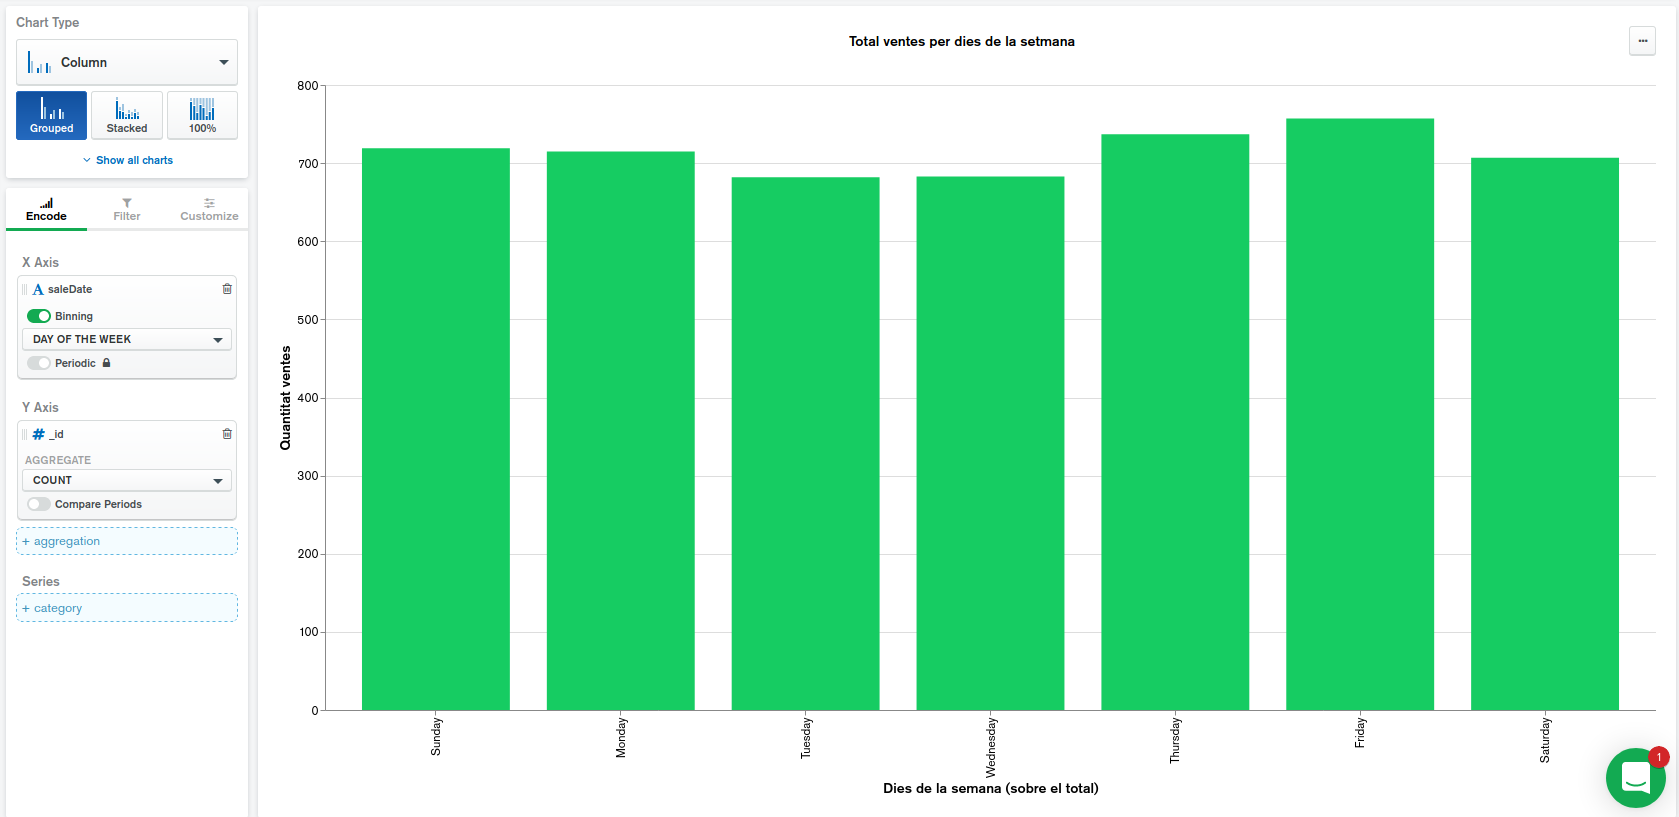 Chart Type
Column
Grouped
Stacked
100%
Show all charts
Encode
Filter
Customize
X Axis
A saleDate
Binning
DAY OF THE WEEK
Periodic
Y Axis
# _id
AGGREGATE
COUNT
Compare Periods
+ aggregation
Series
+ category
Total ventes per dies de la setmana
...
Quantitat ventes
800
700
600
500
400
300
200
100
0
Sunday
Monday
Tuesday
Wednesday
Thursday
Friday
Saturday
Dies de la semana (sobre el total)
1